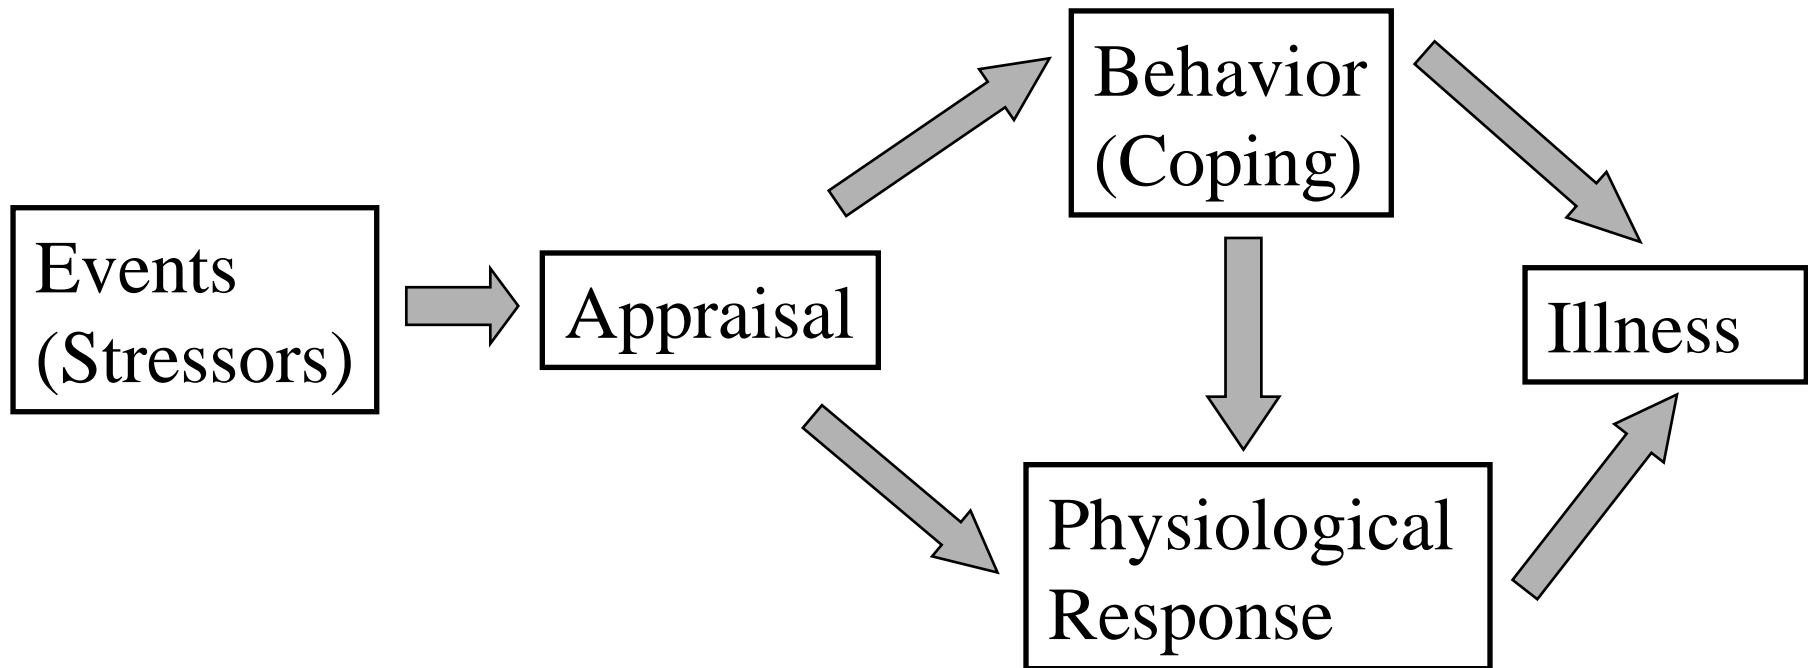 Events
(Stressors)
Appraisal
Behavior
(Coping)
Physiological
Response
Illness